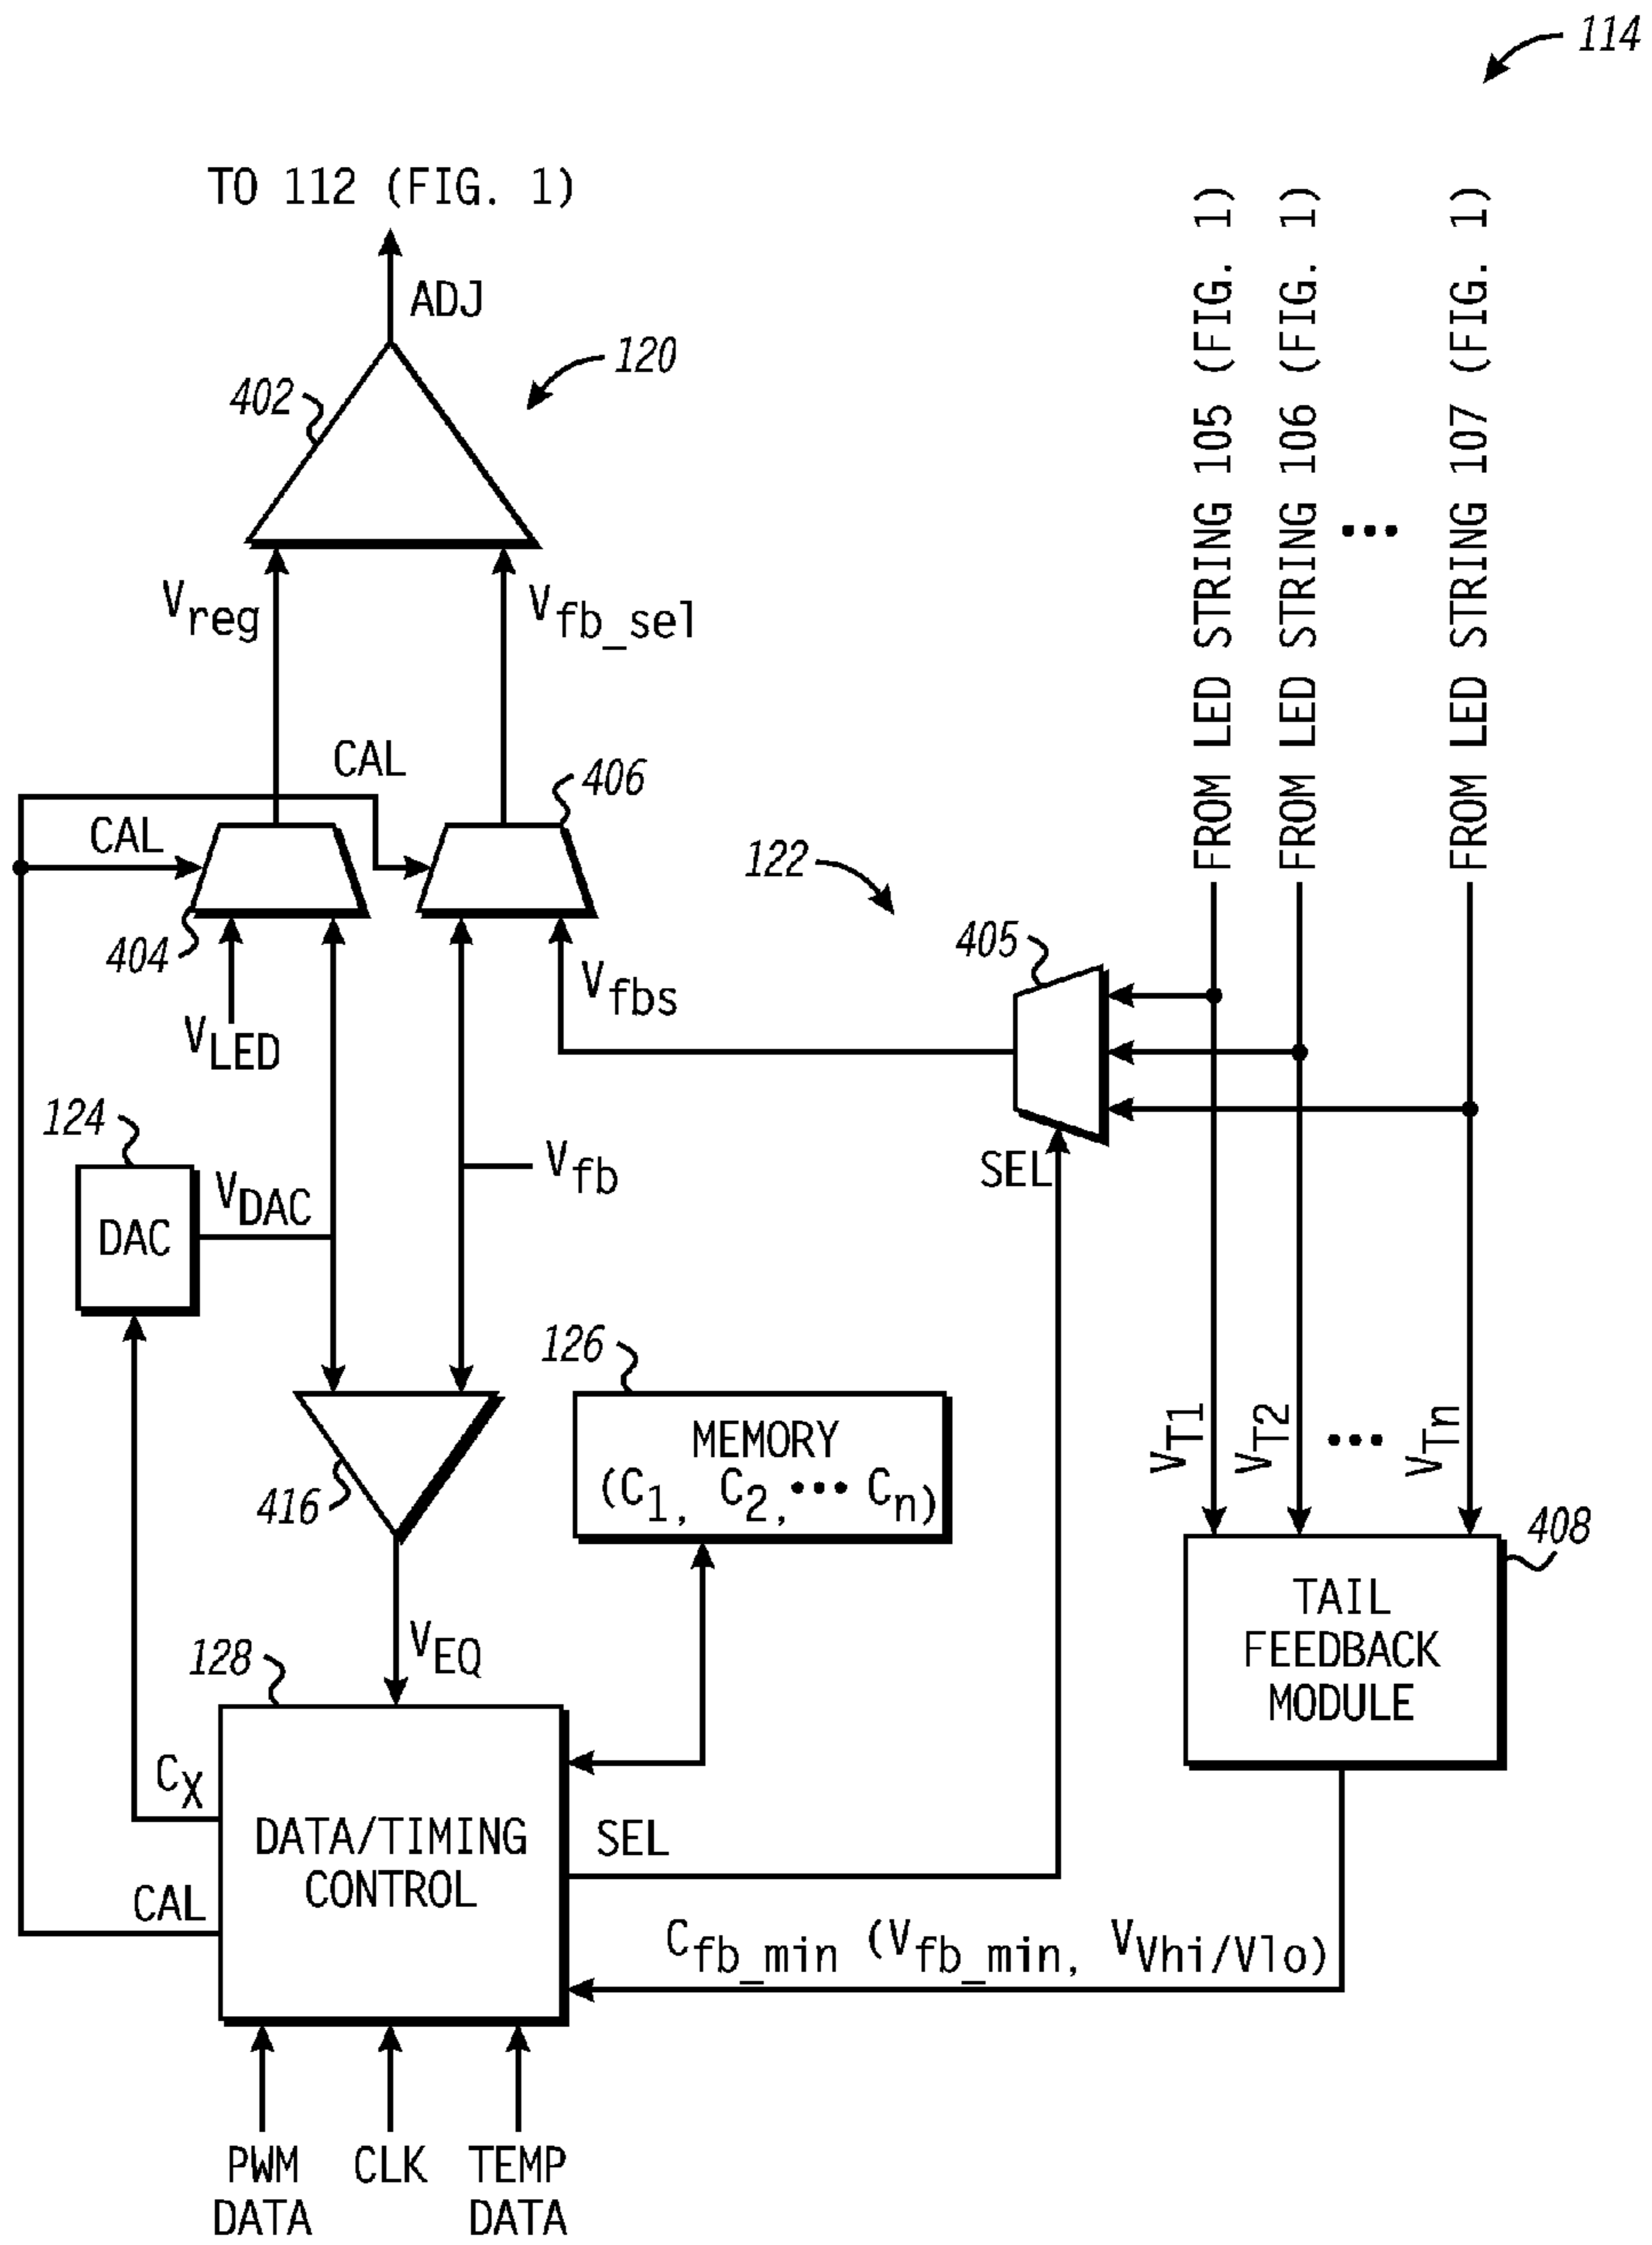 114
TO 112 (FIG. 1)
ADJ
120
402
Vreg
Vfb_sel
FROM LED STRING 105 (FIG. 1)
FROM LED STRING 106 (FIG. 1)
•••
FROM LED STRING 107 (FIG. 1)
CAL
406
CAL
122
404
405
Vfbs
VLED
124
SEL
Vfb
VDAC
DAC
126
MEMORY
(C1, C2, ••• Cn)
VT1
VT2
•••
VTn
416
408
TAIL
FEEDBACK
MODULE
VEQ
128
CX
DATA/TIMING
CONTROL
SEL
CAL
Cfb_min (Vfb_min, VVhi/Vlo)
PWM
DATA
CLK
TEMP
DATA